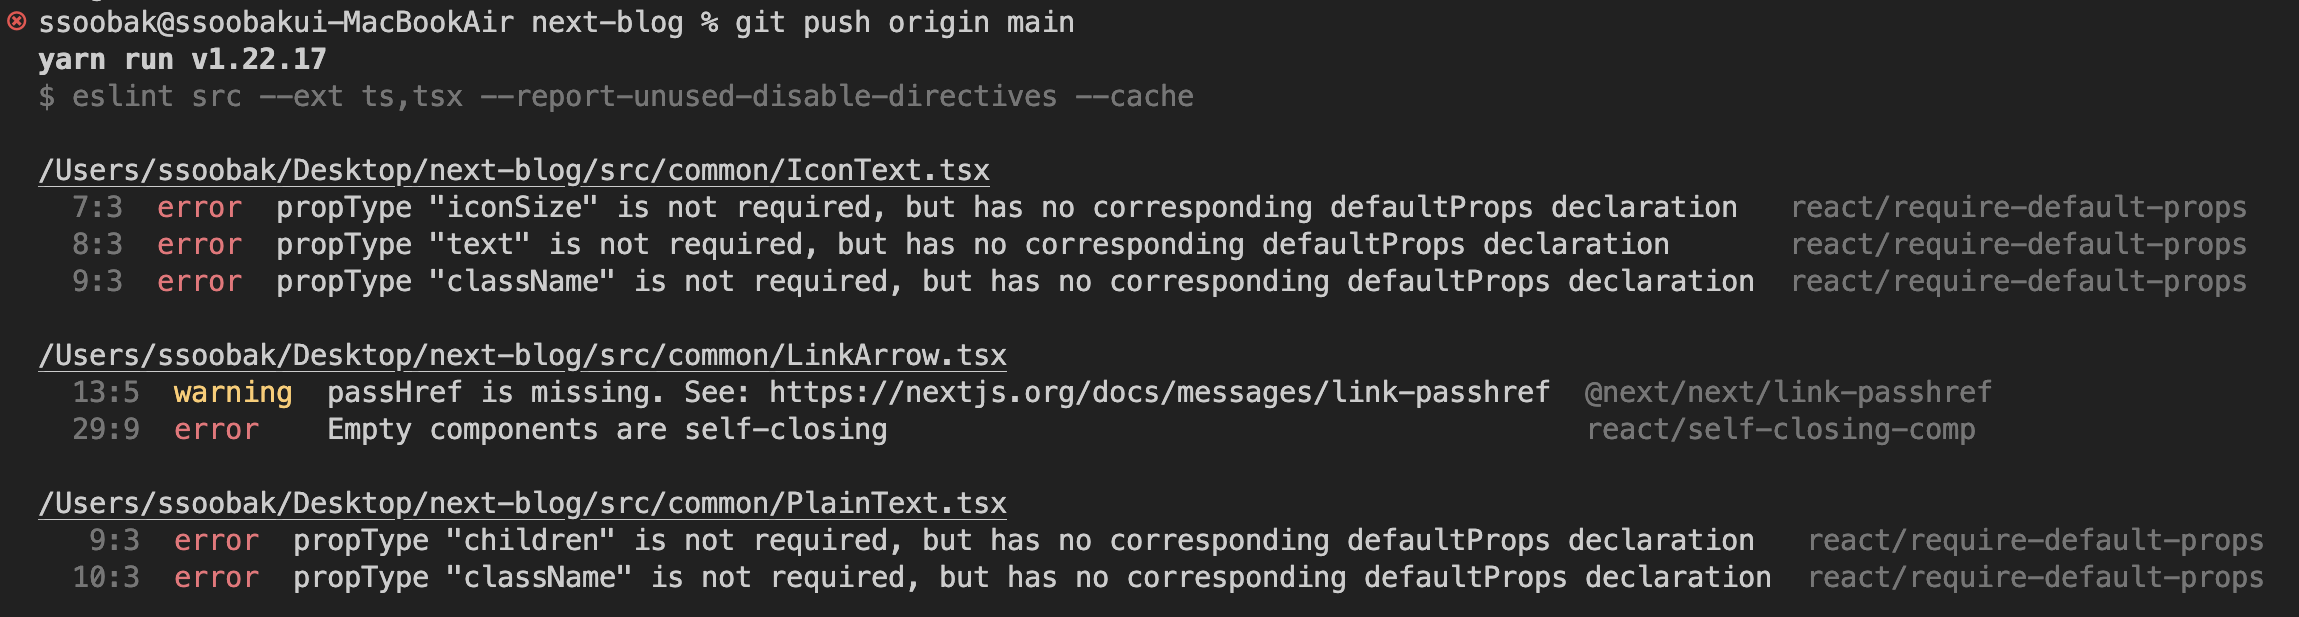 ssoobak@ssoobakui-MacBookAir next-blog % git push origin main
yarn run v1.22.17
$ eslint src --ext ts,tsx --report-unused-disable-directives --cache
/Users/ssoobak/Desktop/next-blog/src/common/IconText.tsx
7:3 error propType "iconSize" is not required, but has no corresponding defaultProps declaration react/require-default-props
8:3 error propType "text" is not required, but has no corresponding defaultProps declaration react/require-default-props
9:3 error propType "className" is not required, but has no corresponding defaultProps declaration react/require-default-props
/Users/ssoobak/Desktop/next-blog/src/common/LinkArrow.tsx
13:5 warning passHref is missing. See: https://nextjs.org/docs/messages/link-passhref @next/next/link-passhref
29:9 error Empty components are self-closing react/self-closing-comp
/Users/ssoobak/Desktop/next-blog/src/common/PlainText.tsx
9:3 error propType "children" is not required, but has no corresponding defaultProps declaration react/require-default-props
10:3 error propType "className" is not required, but has no corresponding defaultProps declaration react/require-default-props